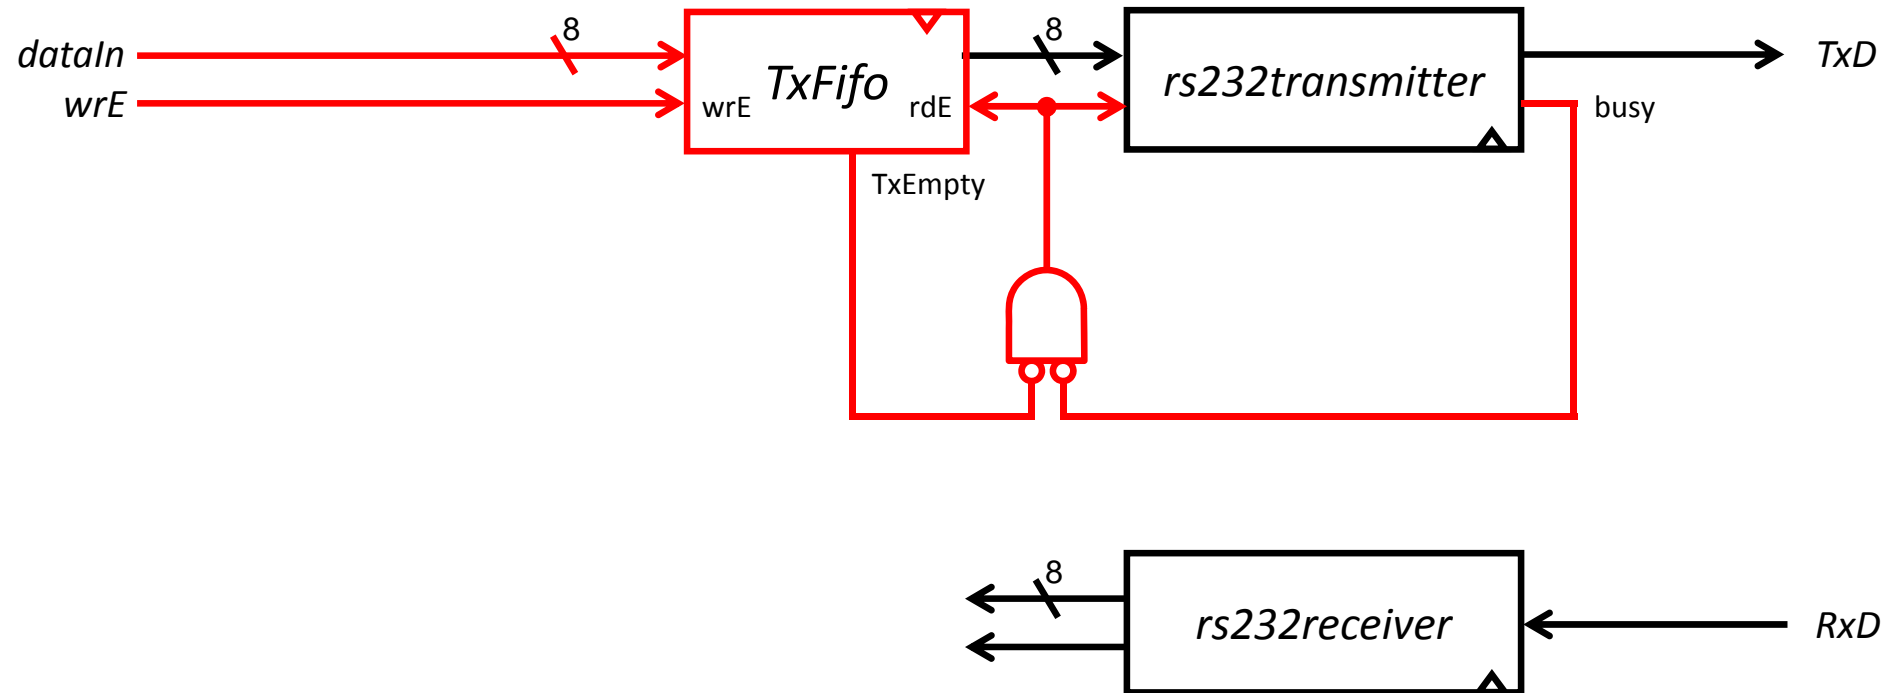 dataIn
wrE
8
TxFifo
wrE
rdE
TxEmpty
8
rs232transmitter
busy
TxD
8
rs232receiver
RxD